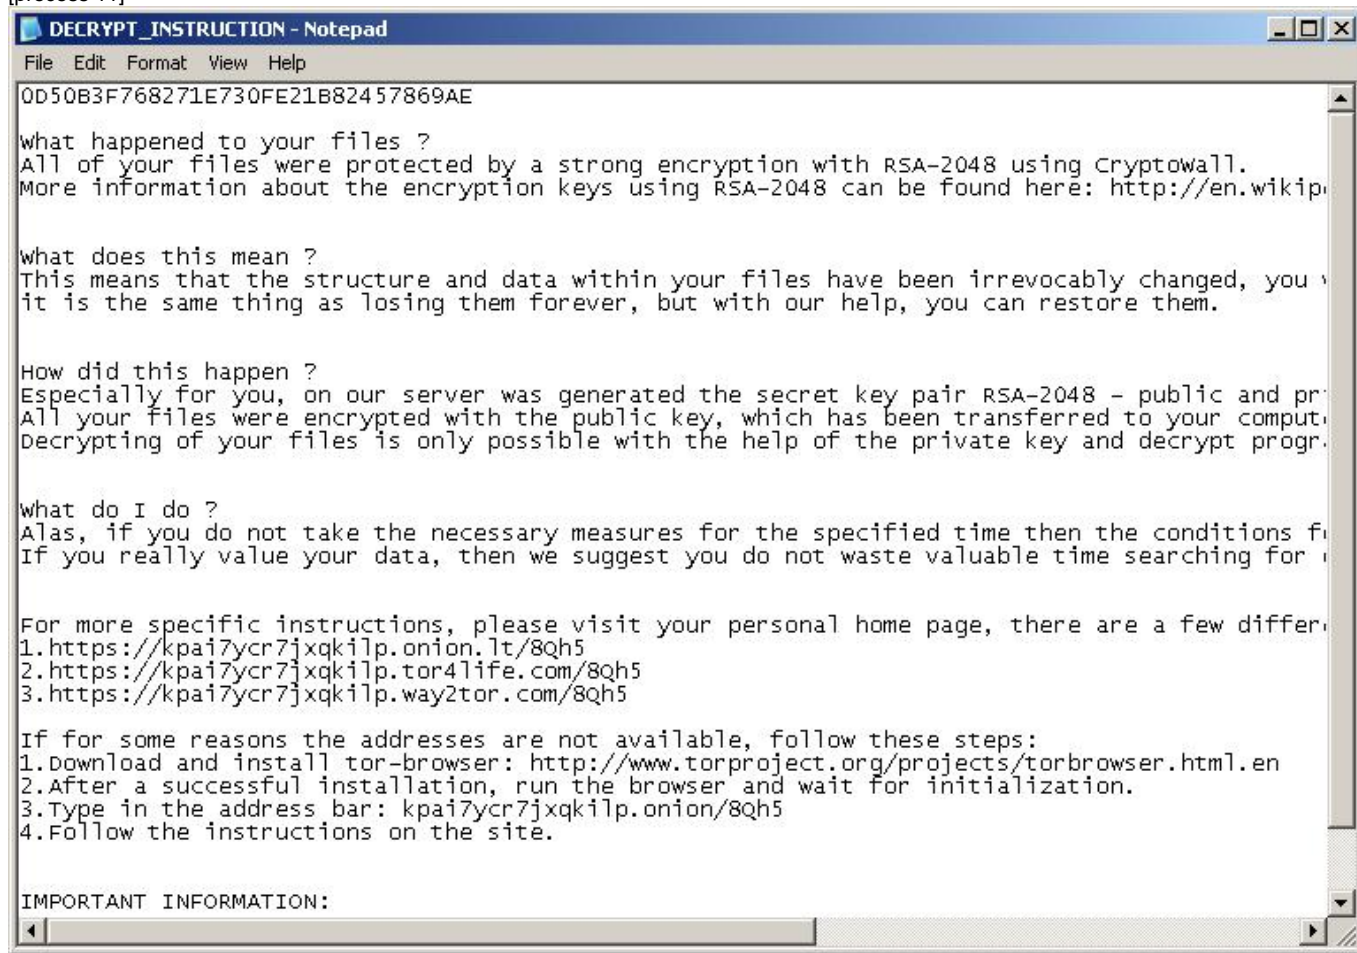 DECRYPT_INSTRUCTION - Notepad
File Edit Format View Help
0D50B3F768271E730FE21B82457869AE
What happened to your files ?
All of your files were protected by a strong encryption with RSA-2048 using CryptoWall.
More information about the encryption keys using RSA-2048 can be found here: http://en.wikip
What does this mean ?
This means that the structure and data within your files have been irrevocably changed, you
it is the same thing as losing them forever, but with our help, you can restore them.
How did this happen ?
Especially for you, on our server was generated the secret key pair RSA-2048 - public and pr
All your files were encrypted with the public key, which has been transferred to your comput
Decrypting of your files is only possible with the help of the private key and decrypt progr
What do I do ?
Alas, if you do not take the necessary measures for the specified time then the conditions f
If you really value your data, then we suggest you do not waste valuable time searching for
For more specific instructions, please visit your personal home page, there are a few differ
1.https://kpai7ycr7jxqkilp.onion.lt/8Qh5
2.https://kpai7ycr7jxqkilp.tor4life.com/8Qh5
3.https://kpai7ycr7jxqkilp.way2tor.com/8Qh5
If for some reasons the addresses are not available, follow these steps:
1.Download and install tor-browser: http://www.torproject.org/projects/torbrowser.html.en
2.After a successful installation, run the browser and wait for initialization.
3.Type in the address bar: kpai7ycr7jxqkilp.onion/8Qh5
4.Follow the instructions on the site.
IMPORTANT INFORMATION: